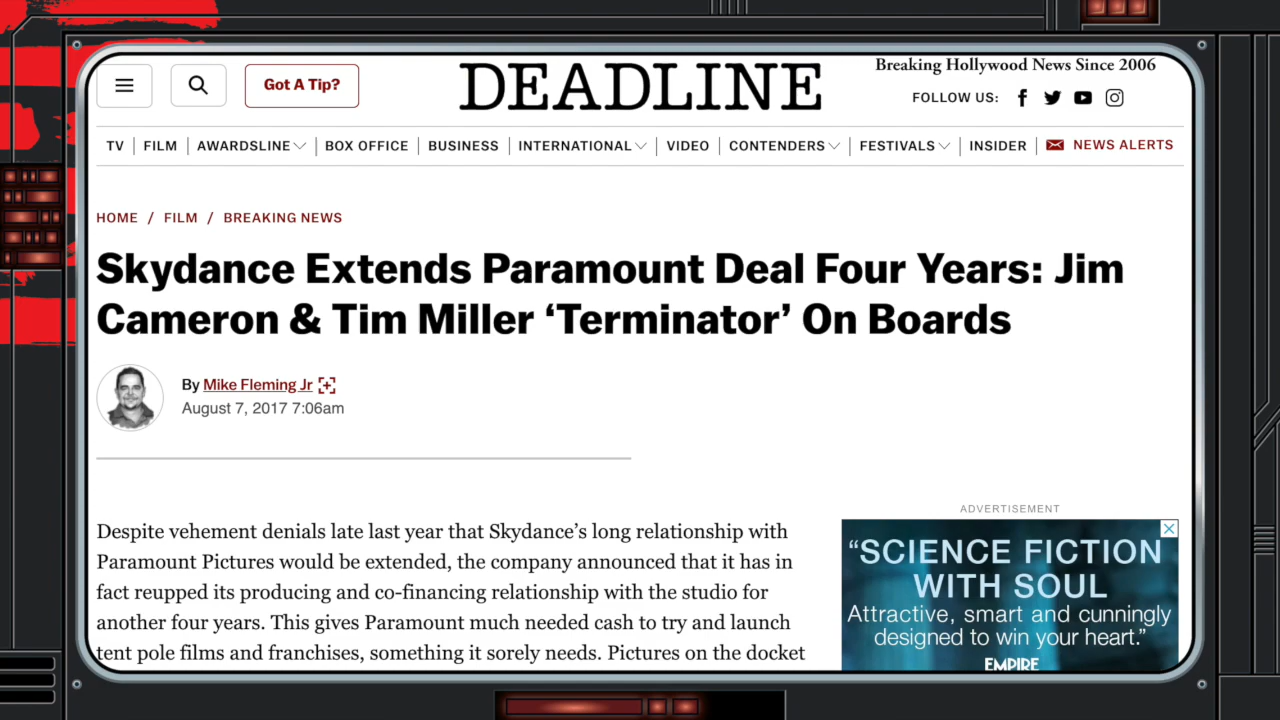 Got A Tip?
DEADLINE
Breaking Hollywood News Since 2006
FOLLOW US:
TV
FILM
AWARDSLINE
BOX OFFICE
BUSINESS
INTERNATIONAL
VIDEO
CONTENDERS
FESTIVALS
INSIDER
NEWS ALERTS
HOME / FILM / BREAKING NEWS
Skydance Extends Paramount Deal Four Years: Jim
Cameron & Tim Miller ‘Terminator’ On Boards
By Mike Fleming Jr
August 7, 2017 7:06am
Despite vehement denials late last year that Skydance’s long relationship with
Paramount Pictures would be extended, the company announced that it has in
fact reupped its producing and co-financing relationship with the studio for
another four years. This gives Paramount much needed cash to try and launch
tent pole films and franchises, something it sorely needs. Pictures on the docket
ADVERTISEMENT
“SCIENCE FICTION
WITH SOUL
Attractive, smart and cunningly
designed to win your heart.”
EMPIRE